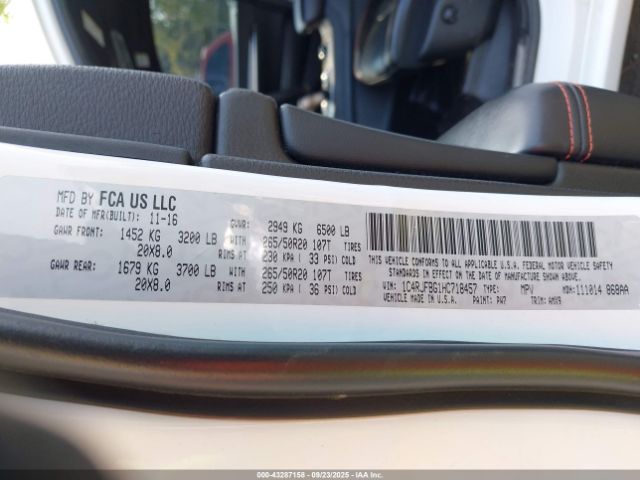 MFD BY FCA US LLC
DATE OF MFR(BUILT): 11-16 GVWR: 2949 KG 6500 LB
GAWR FRONT: 1452 KG 3200 LB WITH 265/50R20 107T TIRES
20X8.0 RIMS AT 230 KPA ( 33 PSI) COLD
GAWR REAR: 1679 KG 3700 LB WITH 265/50R20 107T TIRES
20X8.0 RIMS AT 250 KPA ( 36 PSI) COLD
THIS VEHICLE CONFORMS TO ALL APPLICABLE U.S.A. FEDERAL MOTOR VEHICLE SAFETY
STANDARDS IN EFFECT ON THE DATE OF MANUFACTURE SHOWN ABOVE
VIN: 1C4RJFBG1HC718457 TYPE: MPV MDH: 111014 868AA
VEHICLE MADE IN U.S.A. PAINT: PW7 TRIM: AMX9
000-43287158 - 09/23/2025 - IAA Inc.